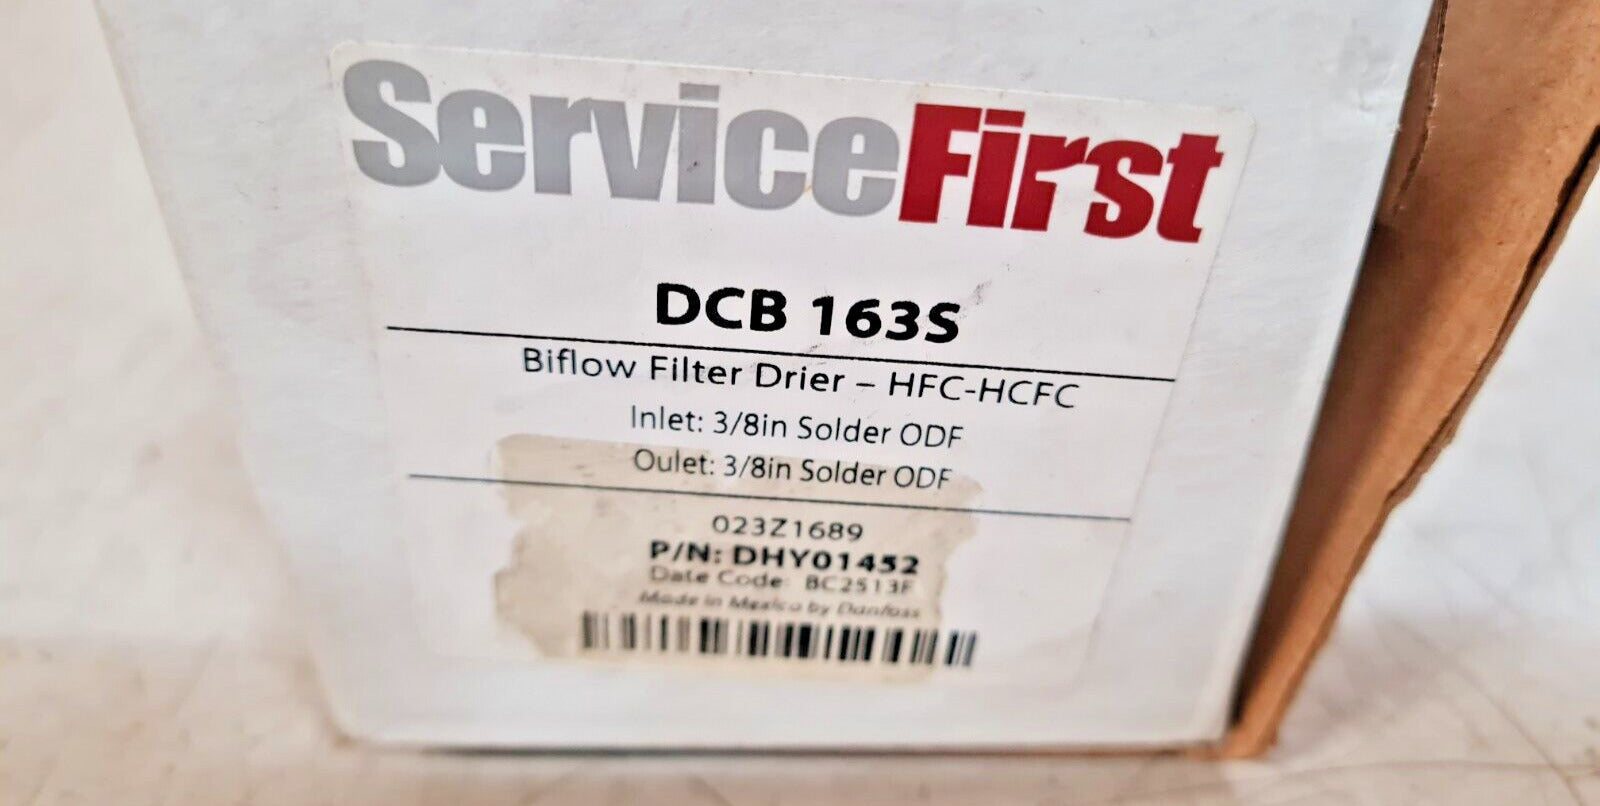 ServiceFirst
DCB 163S
Biflow Filter Drier – HFC-HCFC
Inlet: 3/8in Solder ODF
Oulet: 3/8in Solder ODF
023Z1689
P/N: DHY01452
Date Code: BC2513F
Made in Mexico by Danfoss